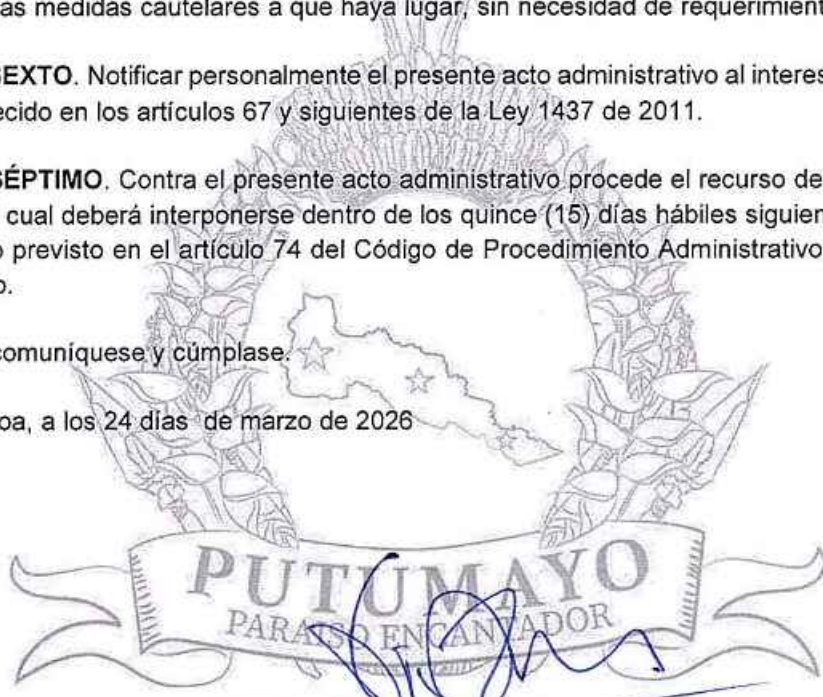 as medidas cautelares a que haya lugar, sin necesidad de requerimient
SEXTO. Notificar personalmente el presente acto administrativo al interes
ecido en los artículos 67 y siguientes de la Ley 1437 de 2011.
SÉPTIMO. Contra el presente acto administrativo procede el recurso de
cual deberá interponerse dentro de los quince (15) días hábiles siguien
o previsto en el artículo 74 del Código de Procedimiento Administrativo
o.
comuníquese y cúmplase.
oa, a los 24 días de marzo de 2026
PUTUMAYO
PARAISO ENCANTADOR